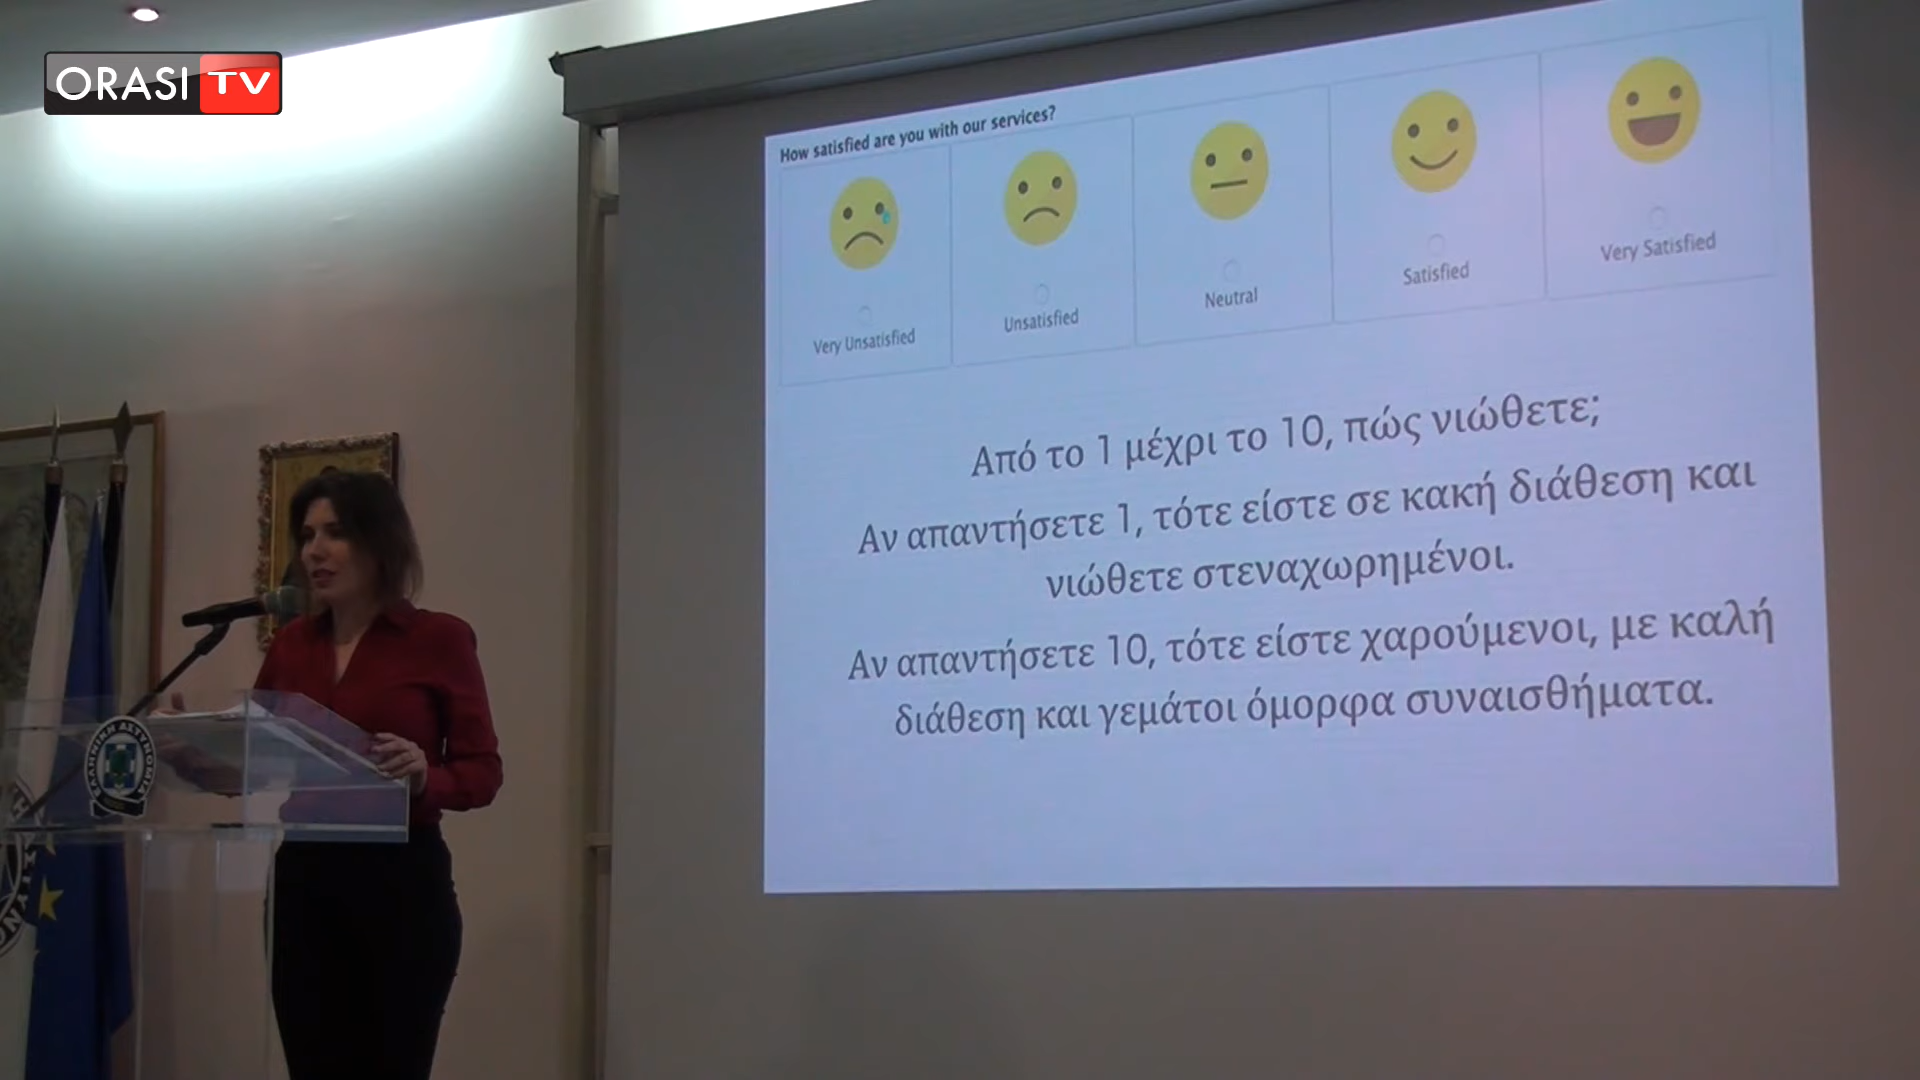 ORASI TV
How satisfied are you with our services?
Very Unsatisfied
Unsatisfied
Neutral
Satisfied
Very Satisfied
Από το 1 μέχρι το 10, πώς νιώθετε;
Αν απαντήσετε 1, τότε είστε σε κακή διάθεση και
νιώθετε στεναχωρημένοι.
Αν απαντήσετε 10, τότε είστε χαρούμενοι, με καλή
διάθεση και γεμάτοι όμορφα συναισθήματα.
ΕΛΛΗΝΙΚΗ ΑΣΤΥΝΟΜΙΑ